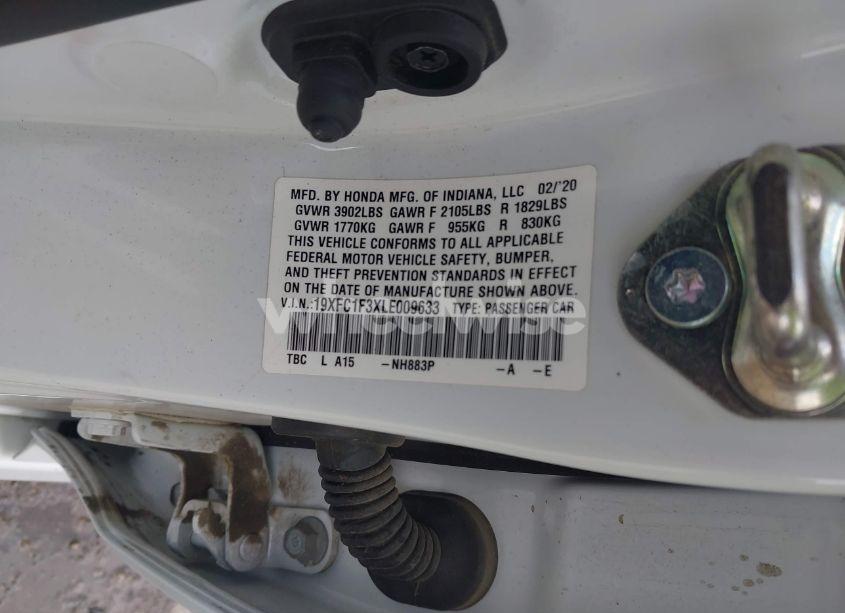 MFD. BY HONDA MFG. OF INDIANA, LLC 02/'20
GVWR 3902LBS GAWR F 2105LBS R 1829LBS
GVWR 1770KG GAWR F 955KG R 830KG
THIS VEHICLE CONFORMS TO ALL APPLICABLE
FEDERAL MOTOR VEHICLE SAFETY, BUMPER,
AND THEFT PREVENTION STANDARDS IN EFFECT
ON THE DATE OF MANUFACTURE SHOWN ABOVE.
V.I.N.:19XFC1F3XLE009633 TYPE: PASSENGER CAR
wheelwise
TBC L A15 -NH883P -A -E